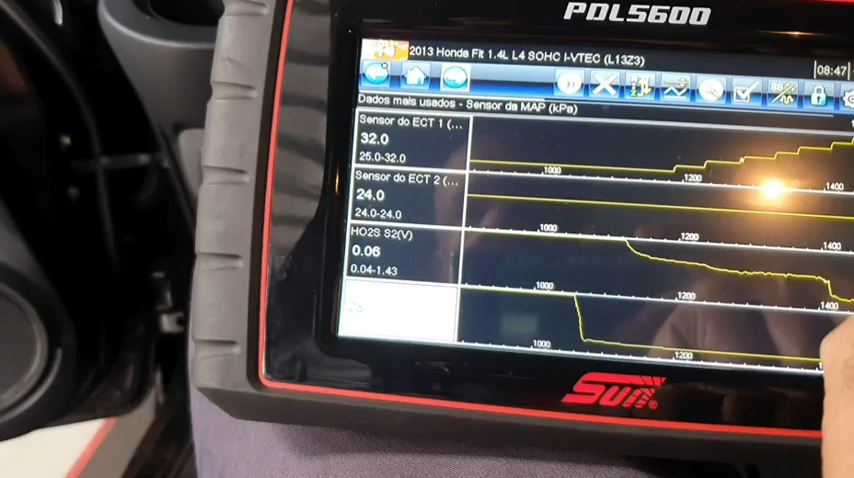 PDL5600
2013 Honda Fit 1.4L L4 SOHC i-VTEC (L13Z3)
08:47
Dados mais usados - Sensor da MAP (kPa)
Sensor do ECT 1 (...
32.0
25.0-32.0
1000 1200 1400
Sensor do ECT 2 (...
24.0
24.0-24.0
1000 1200 1400
HO2S S2(V)
0.06
0.04-1.43
1000 1200 1400
28
1000 1200
Sun